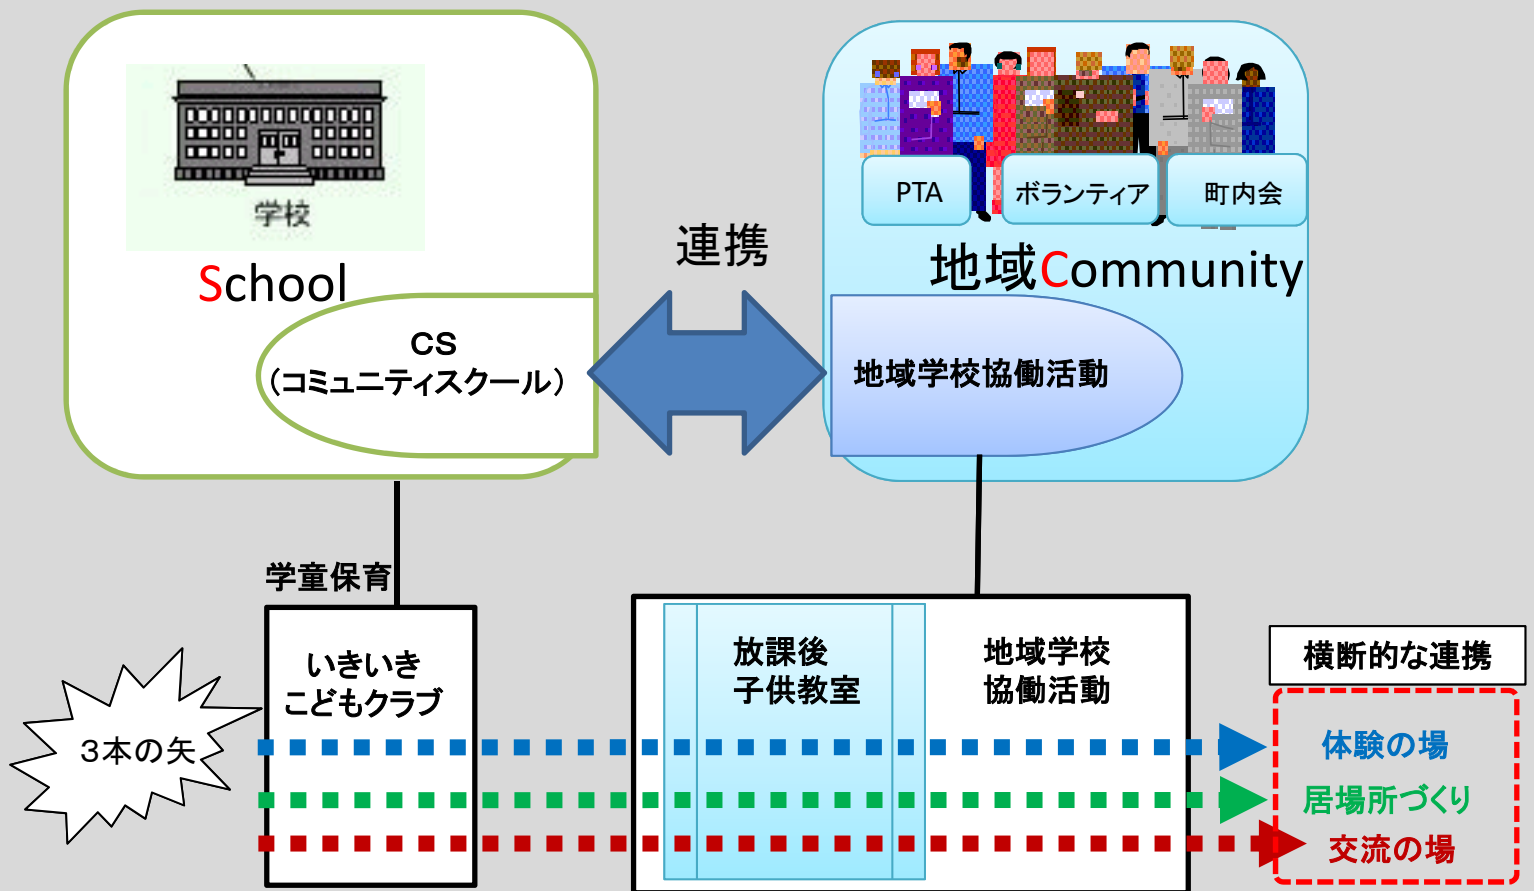 学校
School
CS
（コミュニティスクール）
連携
PTA
ボランティア
町内会
地域Community
地域学校協働活動
学童保育
いきいき
こどもクラブ
放課後
子供教室
地域学校
協働活動
横断的な連携
3本の矢
体験の場
居場所づくり
交流の場